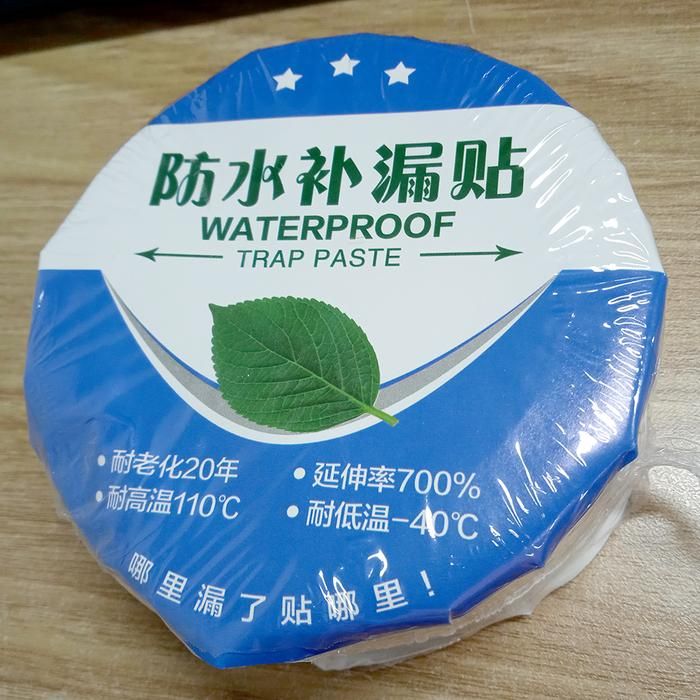 防水补漏贴
WATERPROOF
TRAP PASTE
•耐老化20年 •延伸率700%
•耐高温110℃ •耐低温-40℃
哪里漏了贴哪里!